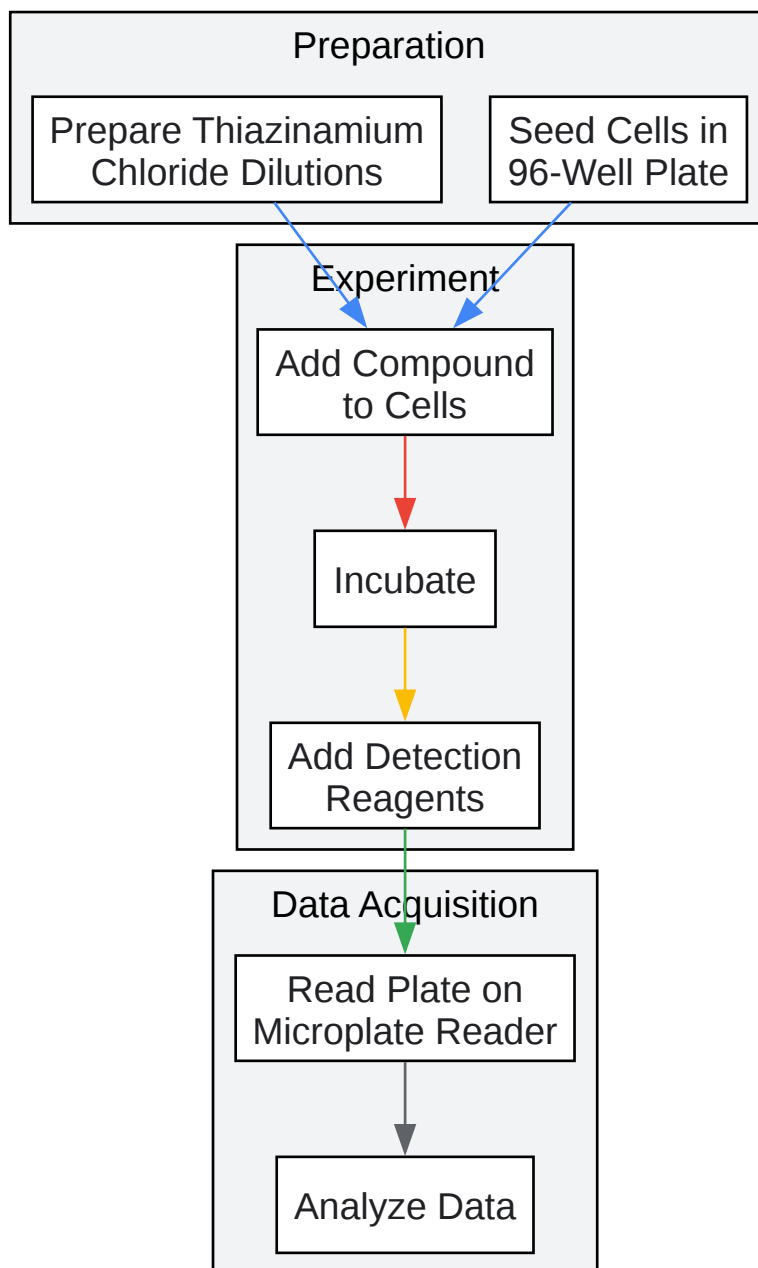 Preparation
Prepare Thiazinamium
Chloride Dilutions
Seed Cells in
96-Well Plate
Experiment
Add Compound
to Cells
Incubate
Add Detection
Reagents
Data Acquisition
Read Plate on
Microplate Reader
Analyze Data